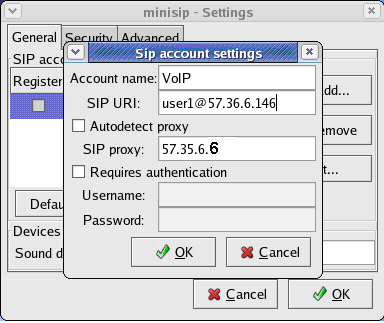 minisip - Settings
General Security Advanced
Sip account settings
SIP acco
Register
Account name: VoIP
SIP URI: user1@57.36.6.146
dd...
Autodetect proxy
SIP proxy: 57.35.6.6
move
Requires authentication
t...
Username:
Defau
Password:
Devices
Sound d
OK Cancel
Cancel OK